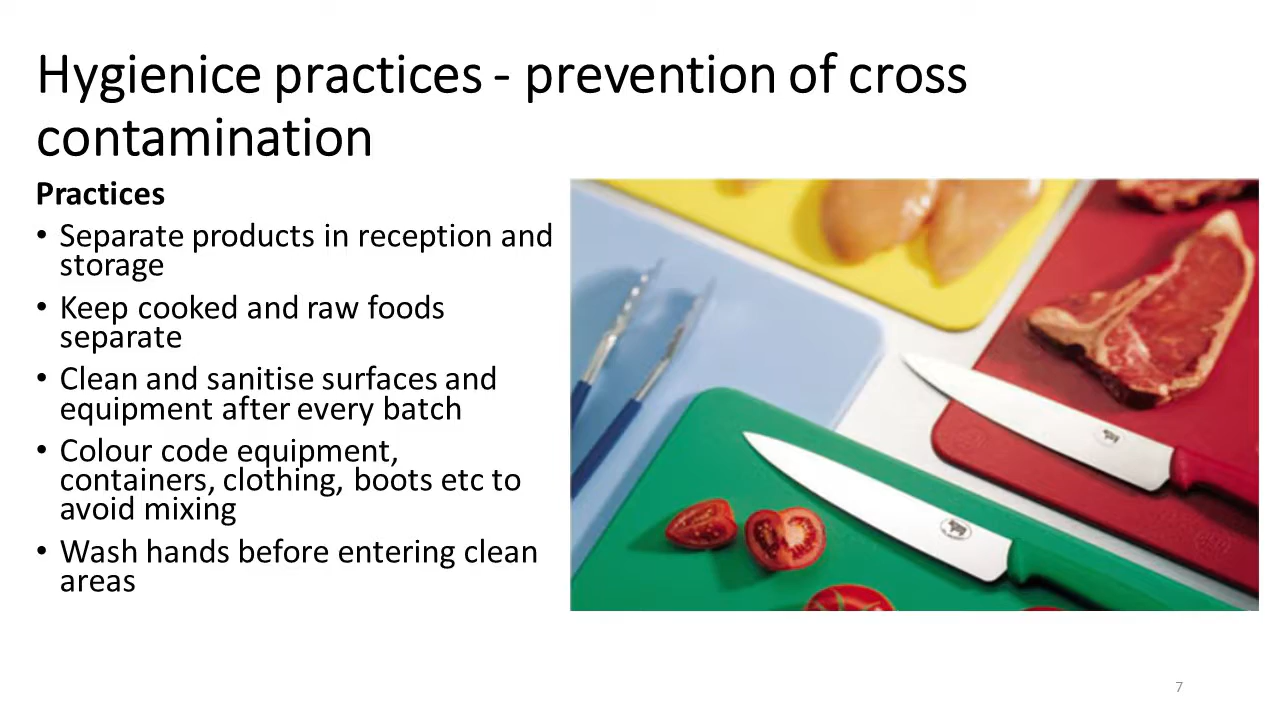 Hygienice practices - prevention of cross
contamination
Practices
• Separate products in reception and
storage
• Keep cooked and raw foods
separate
• Clean and sanitise surfaces and
equipment after every batch
• Colour code equipment,
containers, clothing, boots etc to
avoid mixing
• Wash hands before entering clean
areas
7